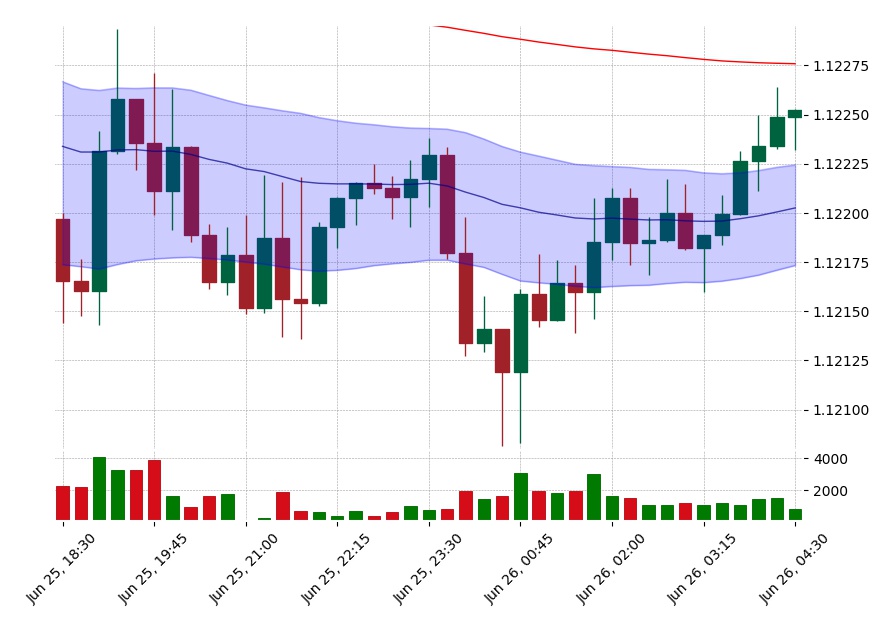 1.12275
1.12250
1.12225
1.12200
1.12175
1.12150
1.12125
1.12100
4000
2000
Jun 25, 18:30
Jun 25, 19:45
Jun 25, 21:00
Jun 25, 22:15
Jun 25, 23:30
Jun 26, 00:45
Jun 26, 02:00
Jun 26, 03:15
Jun 26, 04:30